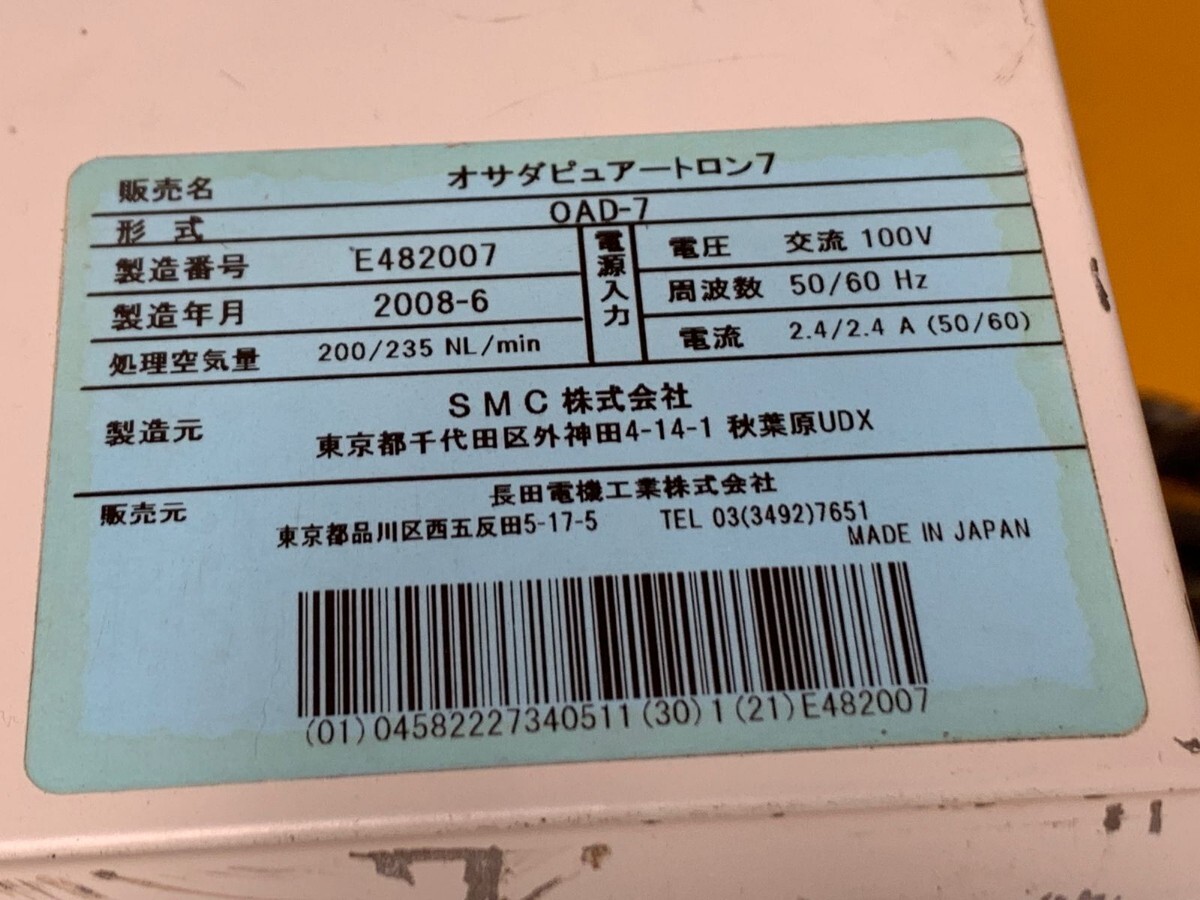 販売名 オサダピュアートロン7
形式 OAD-7
製造番号 E482007
製造年月 2008-6
処理空気量 200/235 NL/min
電源入力
電圧 交流 100V
周波数 50/60 Hz
電流 2.4/2.4 A (50/60)
製造元 SMC株式会社
東京都千代田区外神田4-14-1 秋葉原UDX
販売元 長田電機工業株式会社
東京都品川区西五反田5-17-5 TEL 03(3492)7651
MADE IN JAPAN
(01)04582227340511(30)1(21)E482007